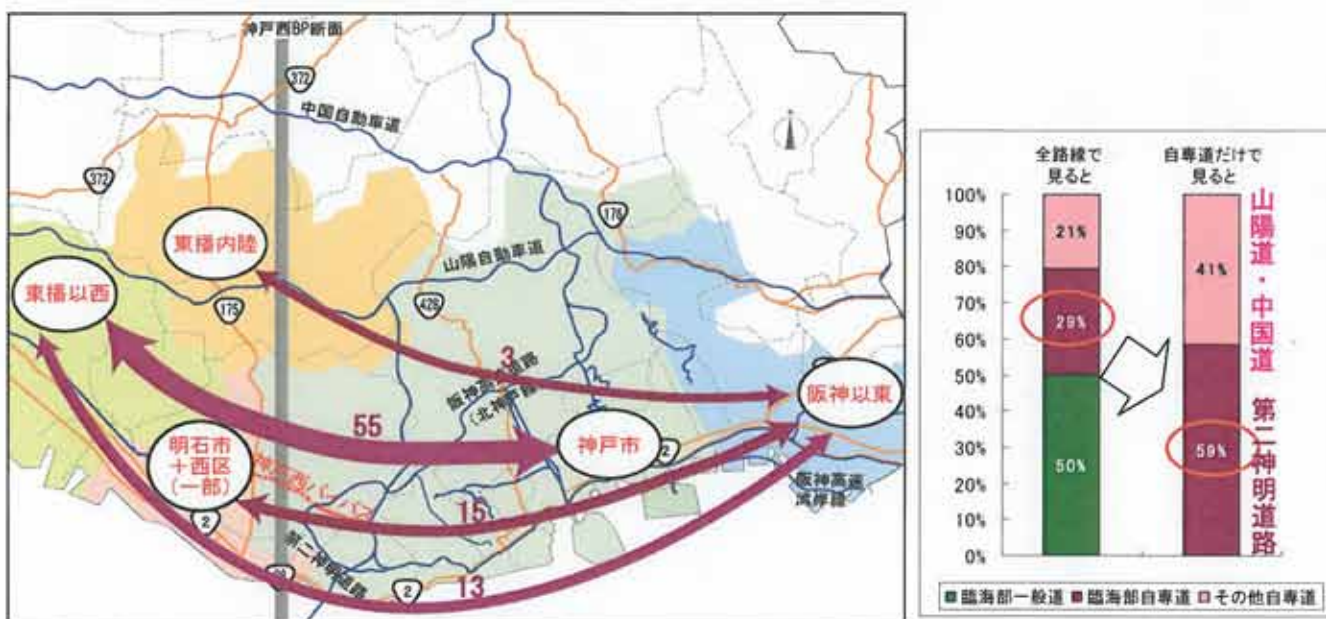 神戸西BP断面
372
中国自動車道
372
176
東播内陸
山陽自動車道
東播以西
175
428
3
阪神高速道路
(北神戸線)
阪神以東
55
神戸市
2
明石市
+西区
(一部)
神戸西バイパス
阪神高速
湾岸線
2
15
第二神明道路
2
13
全路線で
見ると
自専道だけで
見ると
100%
90%
80%
70%
60%
50%
40%
30%
20%
10%
0%
21%
29%
50%
41%
59%
山陽道・中国道
第二神明道路
臨海部一般道
臨海部自専道
その他自専道